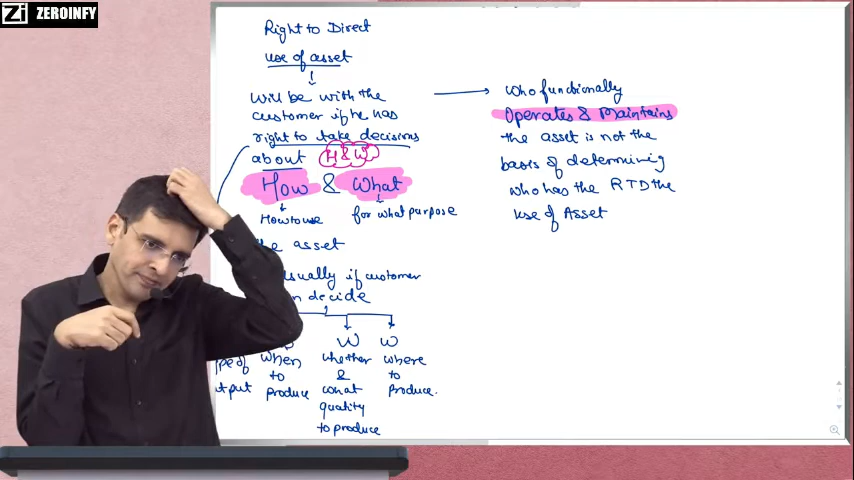 Zi ZEROINFY
Right to Direct
use of asset
Will be with the
customer if he has
right to take decisions
about H & W
How & What
How to use for what purpose
the asset
usually if customer
decide
W W
when whether where
to & to
produce what produce.
quality
to produce
who functionally
Operates & Maintains
the asset is not the
basis of determining
who has the RTD the
use of Asset